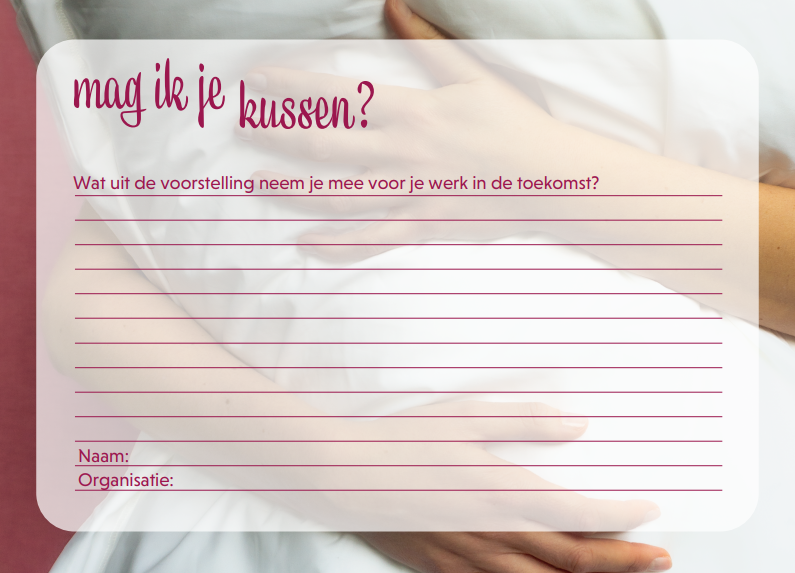 mag ik je kussen?
Wat uit de voorstelling neem je mee voor je werk in de toekomst?
Naam:
Organisatie: